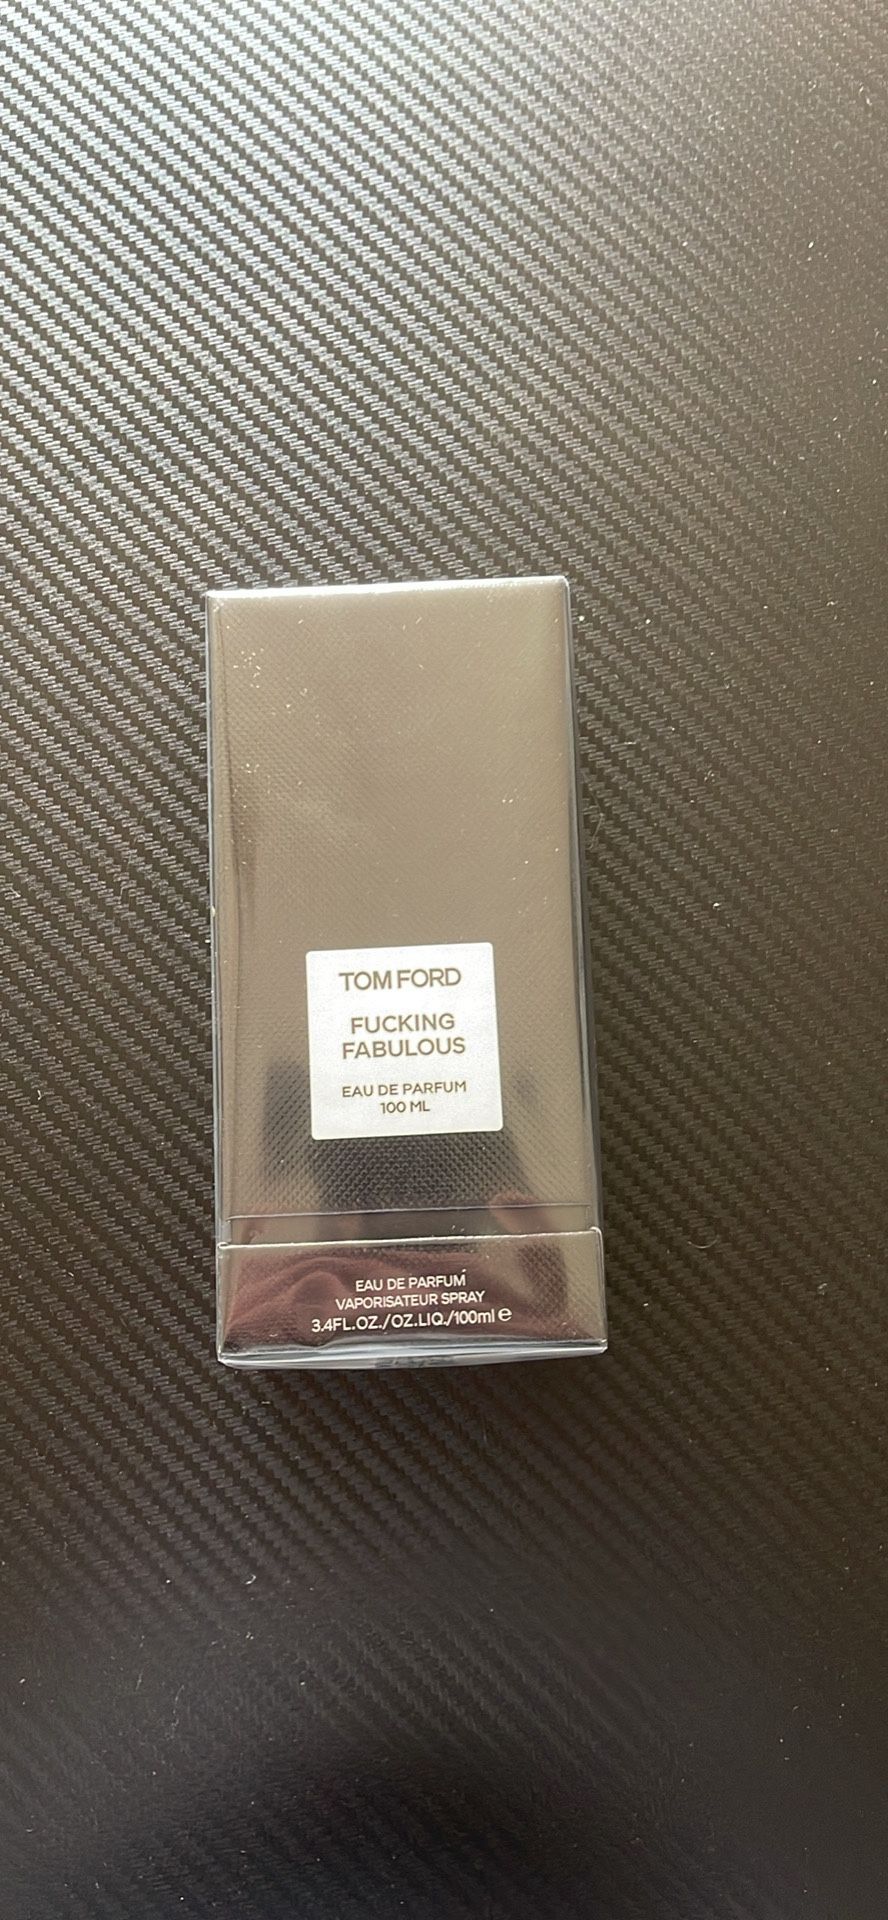 TOM FORD
FUCKING
FABULOUS
EAU DE PARFUM
100 ML
EAU DE PARFUM
VAPORISATEUR SPRAY
3.4FL.OZ./OZ.LIQ./100ml ℮